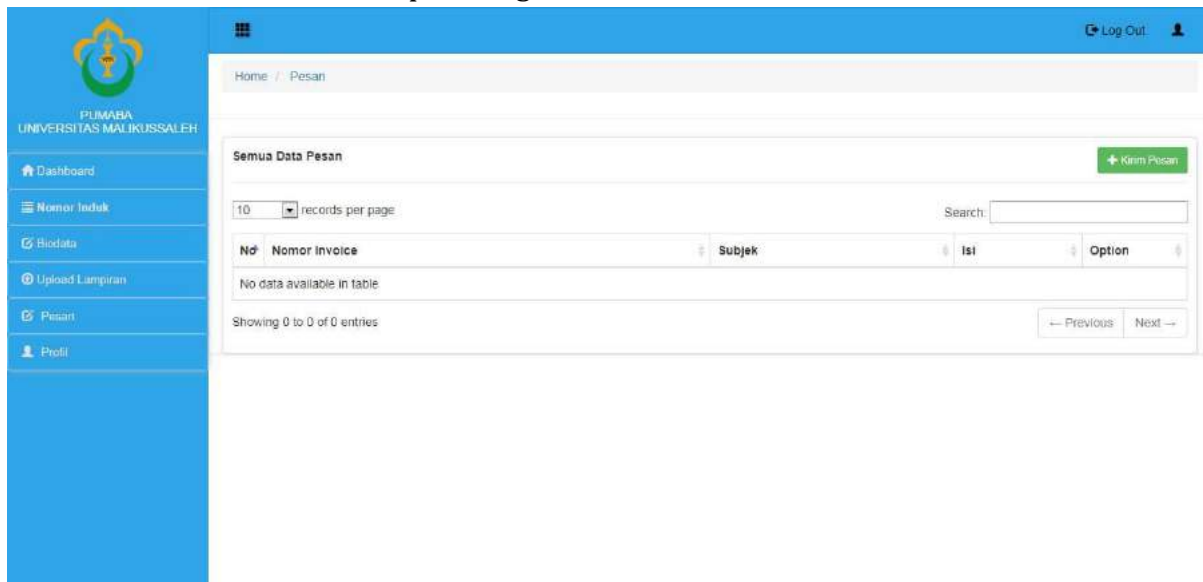 Log Out
Home / Pesan
PUMABA
UNIVERSITAS MALIKUSSALEH
Dashboard
Nomor Induk
Biodata
Upload Lampiran
Pesan
Profil
Semua Data Pesan
+ Kirim Pesan
10 records per page
Search:
No Nomor Invoice Subjek Isi Option
No data available in table
Showing 0 to 0 of 0 entries
← Previous Next →